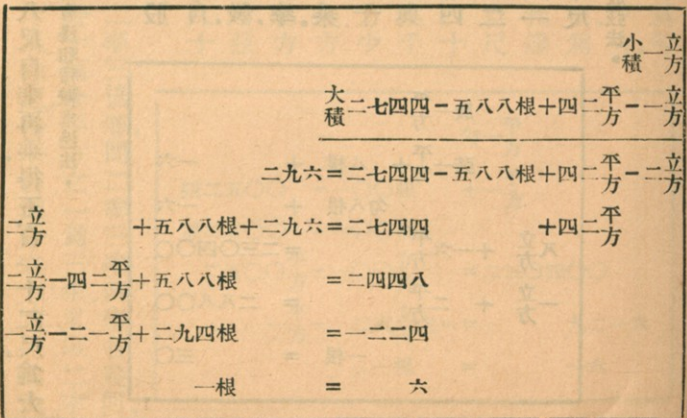 小積 一立方
大積二七四四－五八八根＋四二平方－一立方
二九六＝二七四四－五八八根＋四二平方－二立方
二立方＋五八八根＋二九六＝二七四四＋四二平方
二立方－四二平方＋五八八根＝二四四八
一立方－二一平方＋二九四根＝一二二四
一根＝六